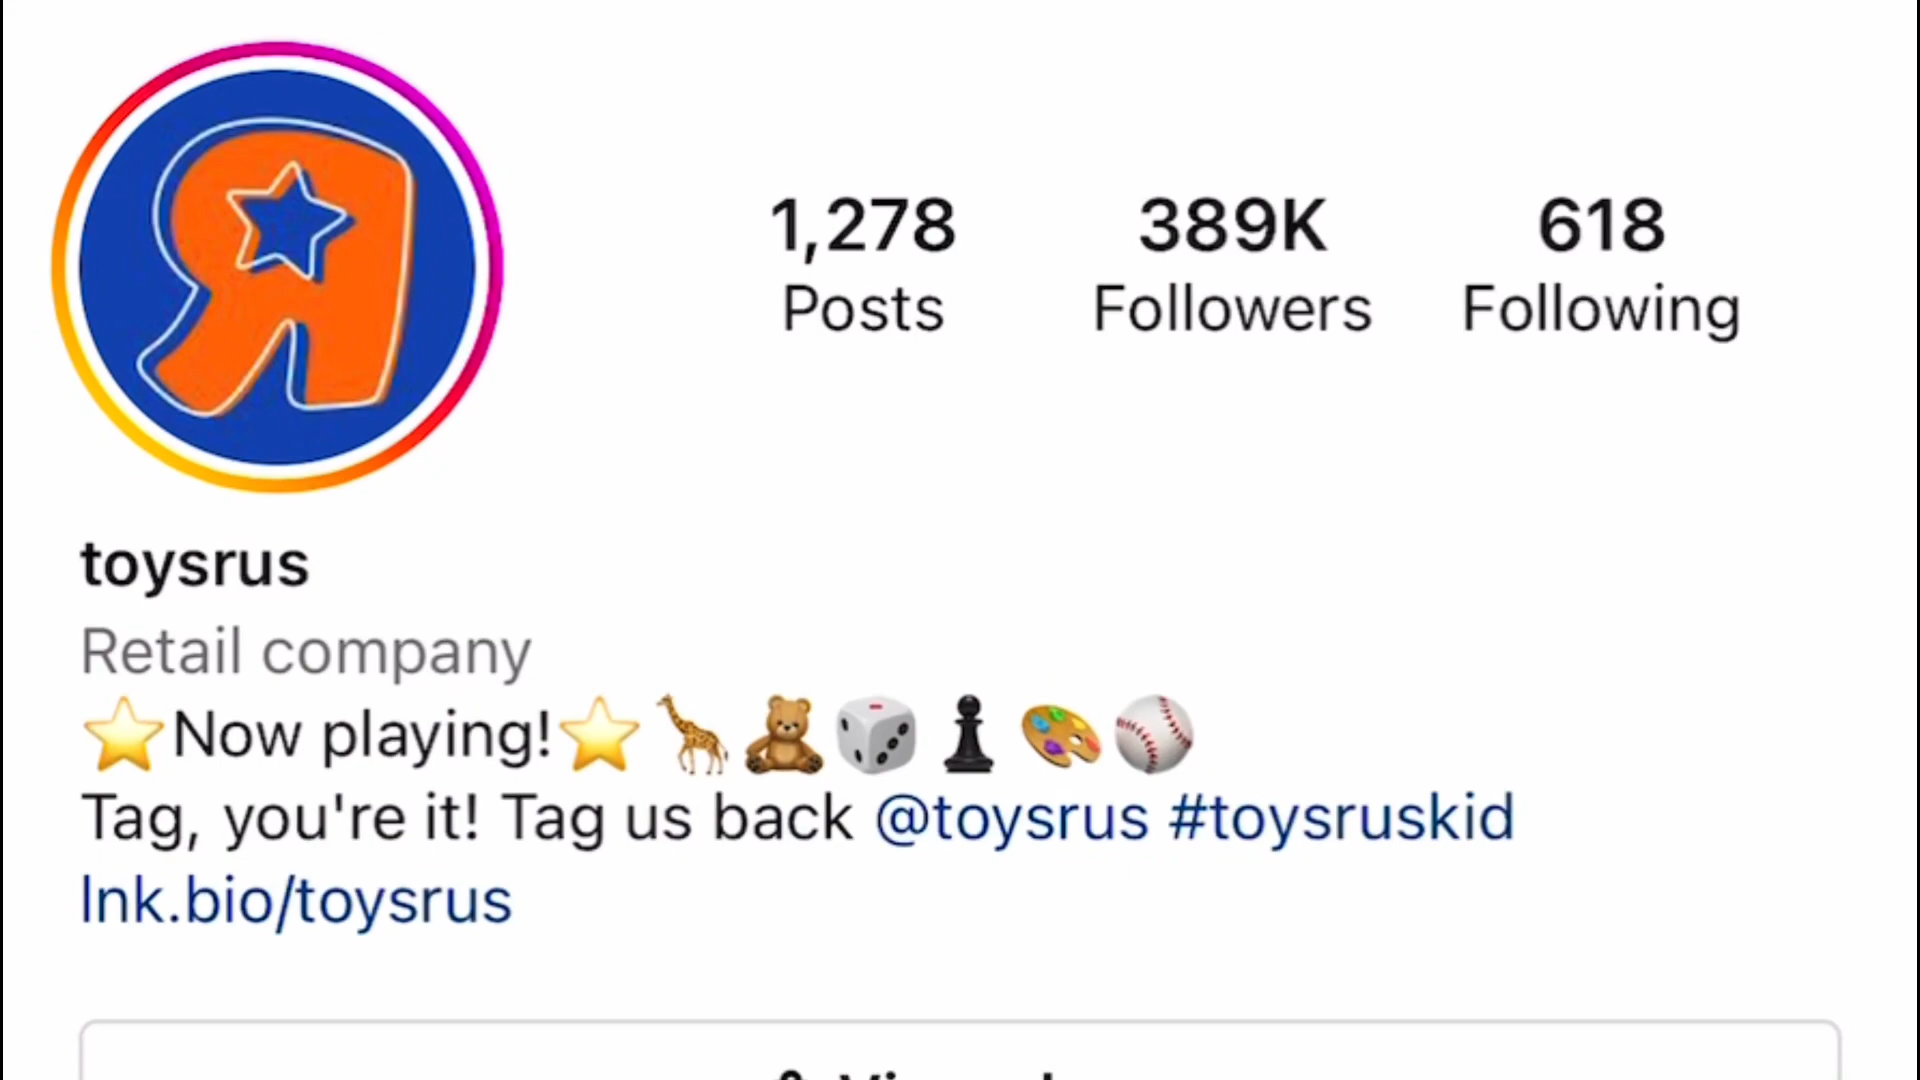 1,278 389K 618
Posts Followers Following
toysrus
Retail company
⭐Now playing!⭐🦒🧸🎲♟️🎨⚾
Tag, you're it! Tag us back @toysrus #toysruskid
lnk.bio/toysrus